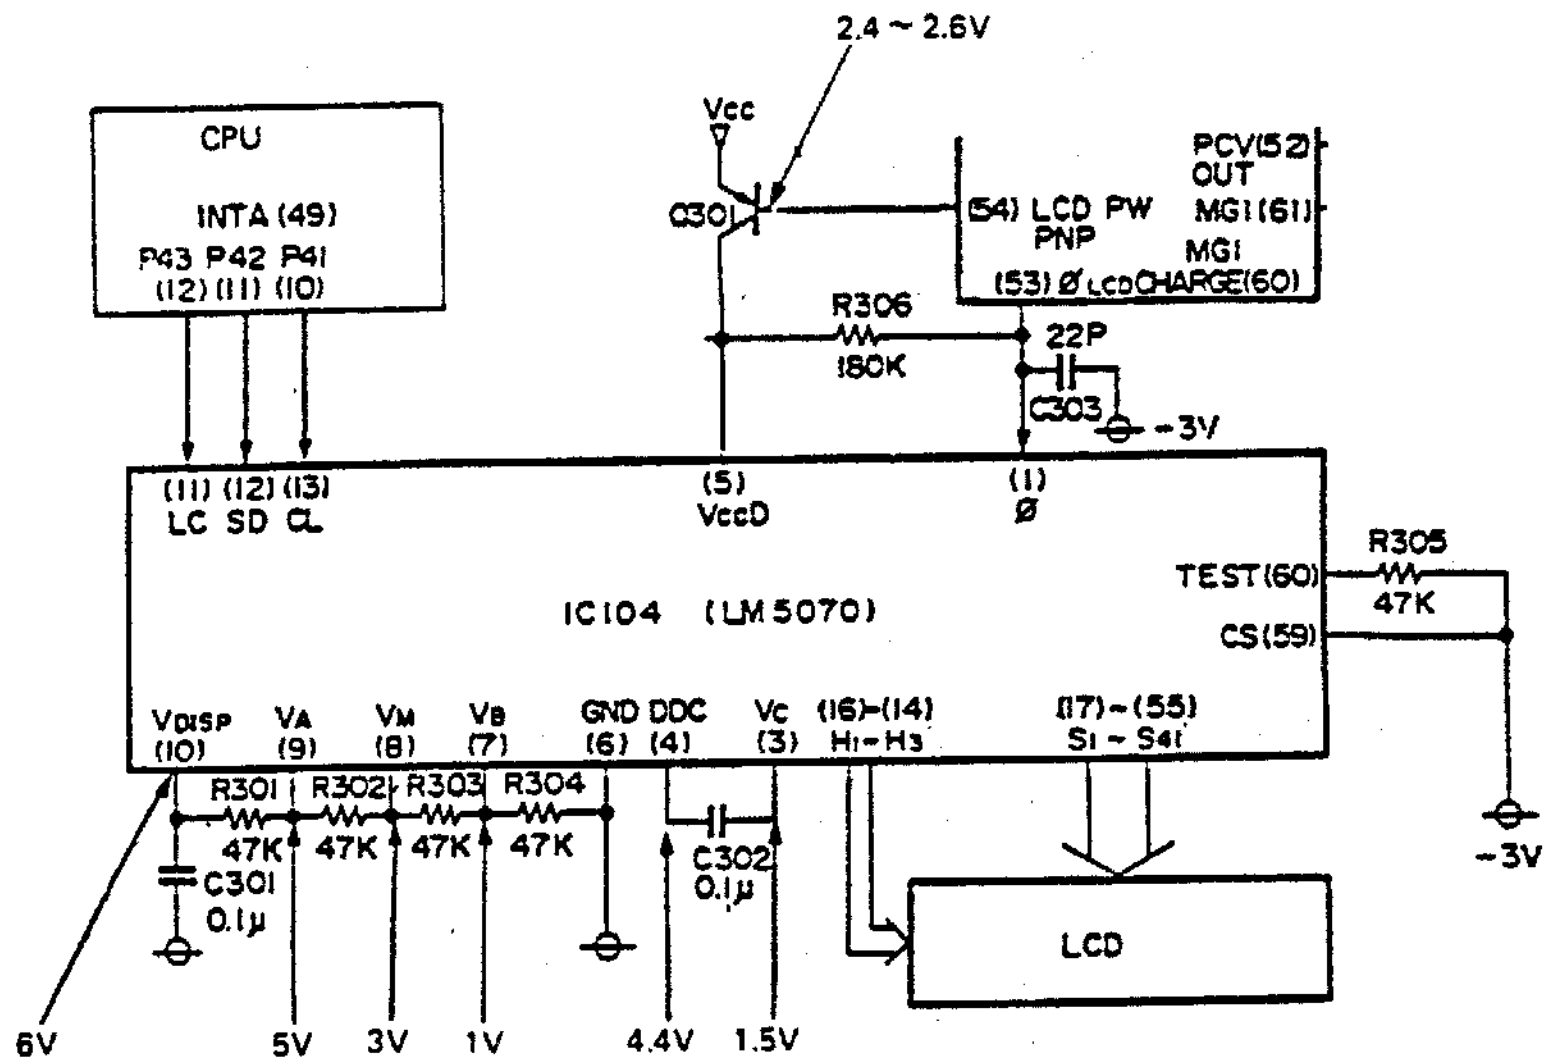 2.4 ~ 2.6V
Vcc
CPU
INTA (49)
P43 P42 P41
(12) (11) (10)
Q301
PCV(52)
OUT
(54) LCD PW
PNP
MG1(61)
MG1
(53) Ø LCD CHARGE(60)
R306
180K
22P
C303
-3V
(11) (12) (13)
LC SD CL
(5)
VccD
(1)
Ø
IC104 (LM5070)
TEST(60)
R305
47K
CS(59)
-3V
VDISP
(10)
VA
(9)
VM
(8)
VB
(7)
GND DDC
(6) (4)
Vc
(3)
(16)-(14)
H1-H3
(17)~(55)
S1 ~ S41
R301
47K
R302
47K
R303
47K
R304
47K
C301
0.1µ
C302
0.1µ
LCD
6V
5V
3V
1V
4.4V
1.5V